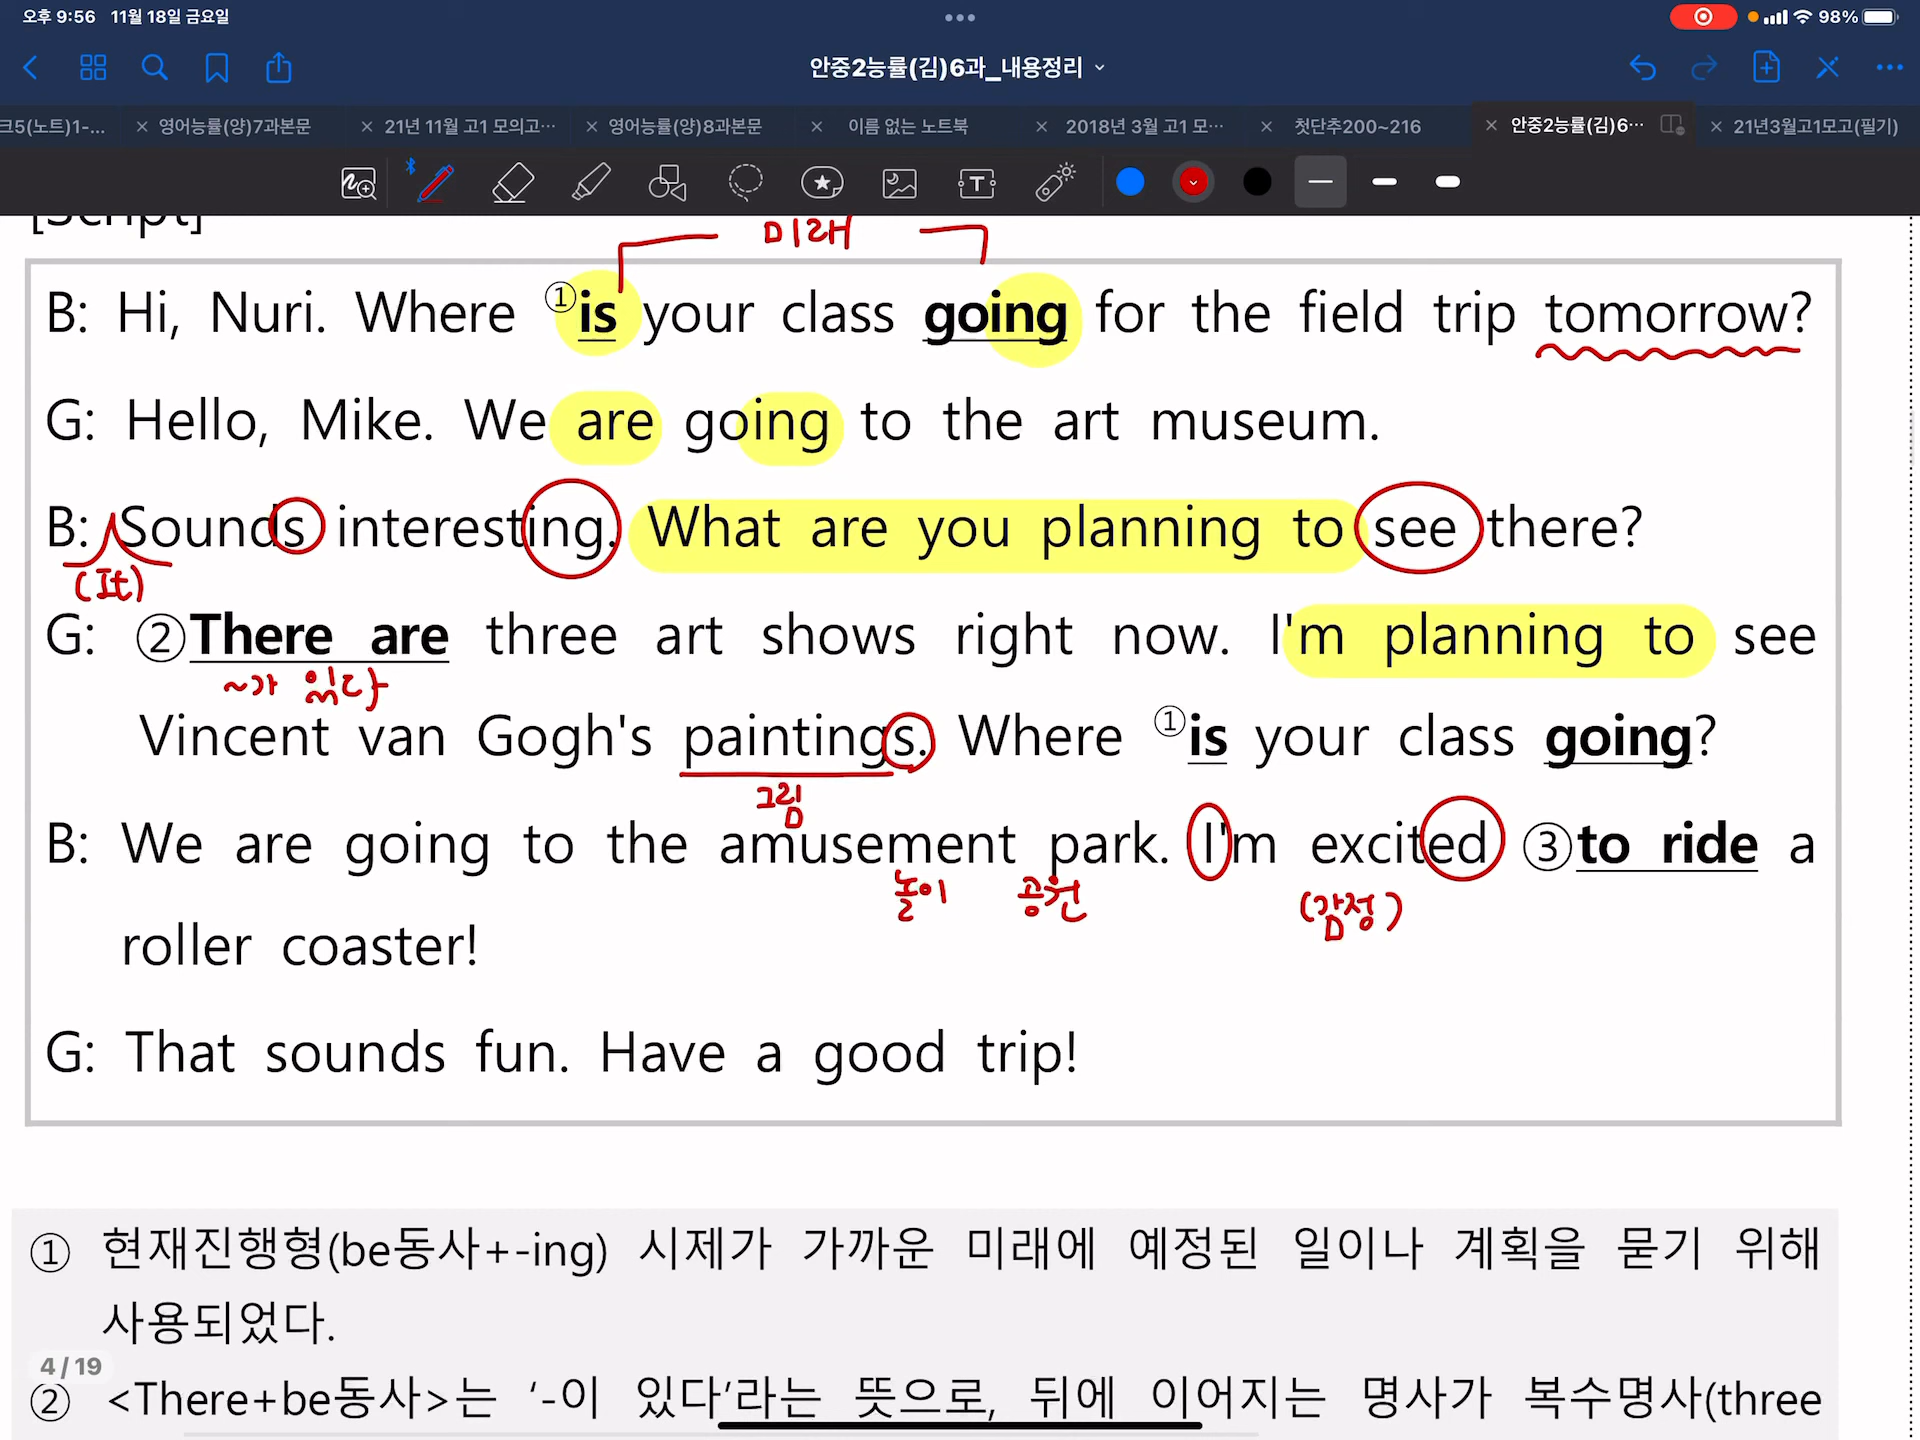 오후 9:56 11월 18일 금요일
98%
안중2능률(김)6과_내용정리
크5(노트)1-...
영어능률(양)7과본문
21년 11월 고1 모의고…
영어능률(양)8과본문
이름 없는 노트북
2018년 3월 고1 모…
첫단추200~216
안중2능률(김)6…
21년3월고1모고(필기)
[Script]
미래
B: Hi, Nuri. Where ①is your class going for the field trip tomorrow?
G: Hello, Mike. We are going to the art museum.
B: Sounds interesting. What are you planning to see there?
(It)
G: ②There are three art shows right now. I'm planning to see
~가 있다
Vincent van Gogh's paintings. Where ①is your class going?
그림
B: We are going to the amusement park. I'm excited ③to ride a
놀이 공원 (감정)
roller coaster!
G: That sounds fun. Have a good trip!
① 현재진행형(be동사+-ing) 시제가 가까운 미래에 예정된 일이나 계획을 묻기 위해
사용되었다.
4/19
② <There+be동사>는 ‘-이 있다’라는 뜻으로, 뒤에 이어지는 명사가 복수명사(three